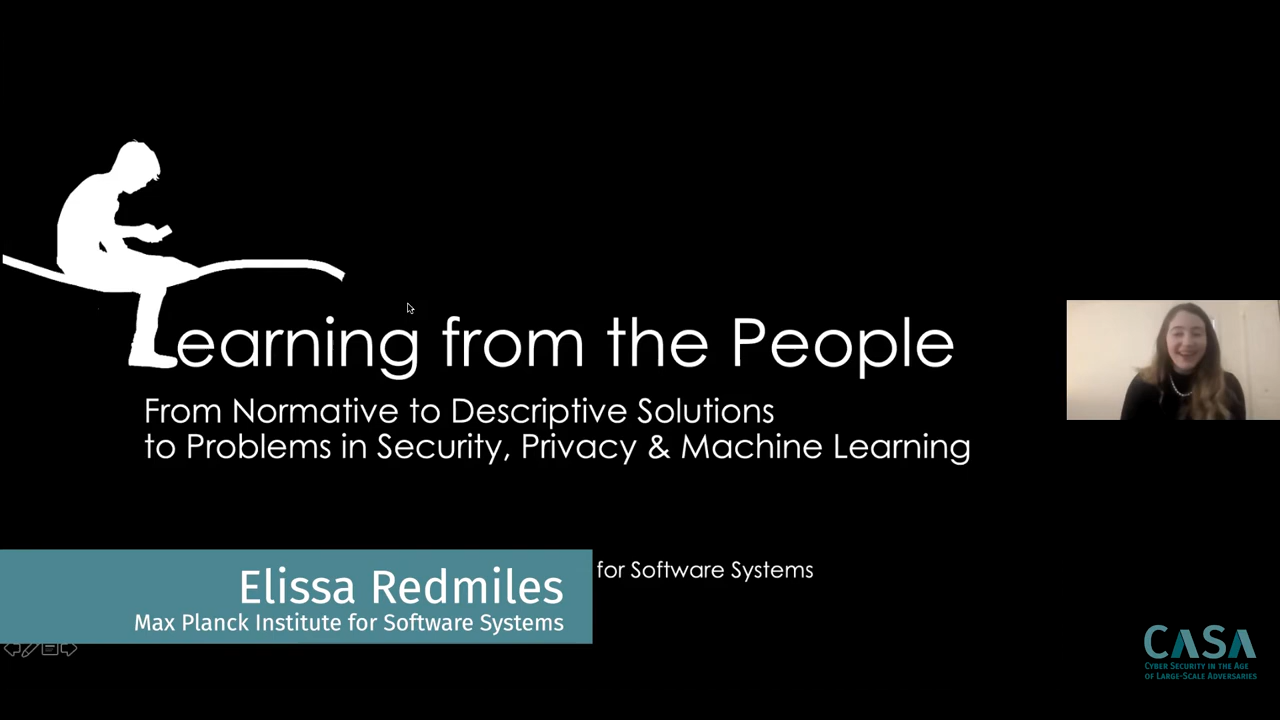 Learning from the People
From Normative to Descriptive Solutions
to Problems in Security, Privacy & Machine Learning
for Software Systems
Elissa Redmiles
Max Planck Institute for Software Systems
CASA
CYBER SECURITY IN THE AGE
OF LARGE-SCALE ADVERSARIES